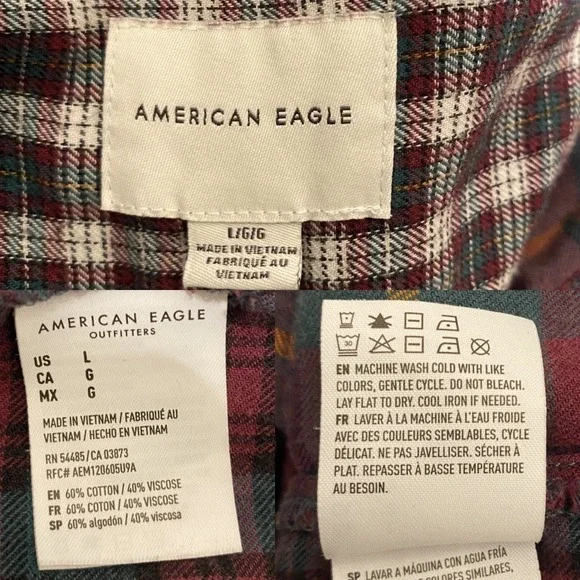 AMERICAN EAGLE
L/G/G
MADE IN VIETNAM
FABRIQUÉ AU
VIETNAM
AMERICAN EAGLE
OUTFITTERS
US L
CA G
MX G
MADE IN VIETNAM / FABRIQUÉ AU
VIETNAM / HECHO EN VIETNAM
RN 54485/CA 03873
RFC# AEM120605U9A
EN 60% COTTON / 40% VISCOSE
FR 60% COTON / 40% VISCOSE
SP 60% algodón / 40% viscosa
30
EN MACHINE WASH COLD WITH LIKE
COLORS, GENTLE CYCLE. DO NOT BLEACH.
LAY FLAT TO DRY. COOL IRON IF NEEDED.
FR LAVER À LA MACHINE À L'EAU FROIDE
AVEC DES COULEURS SEMBLABLES, CYCLE
DÉLICAT. NE PAS JAVELLISER. SÉCHER À
PLAT. REPASSER À BASSE TEMPÉRATURE
AU BESOIN.
SP LAVAR A MÁQUINA CON AGUA FRÍA
COLORES SIMILARES,